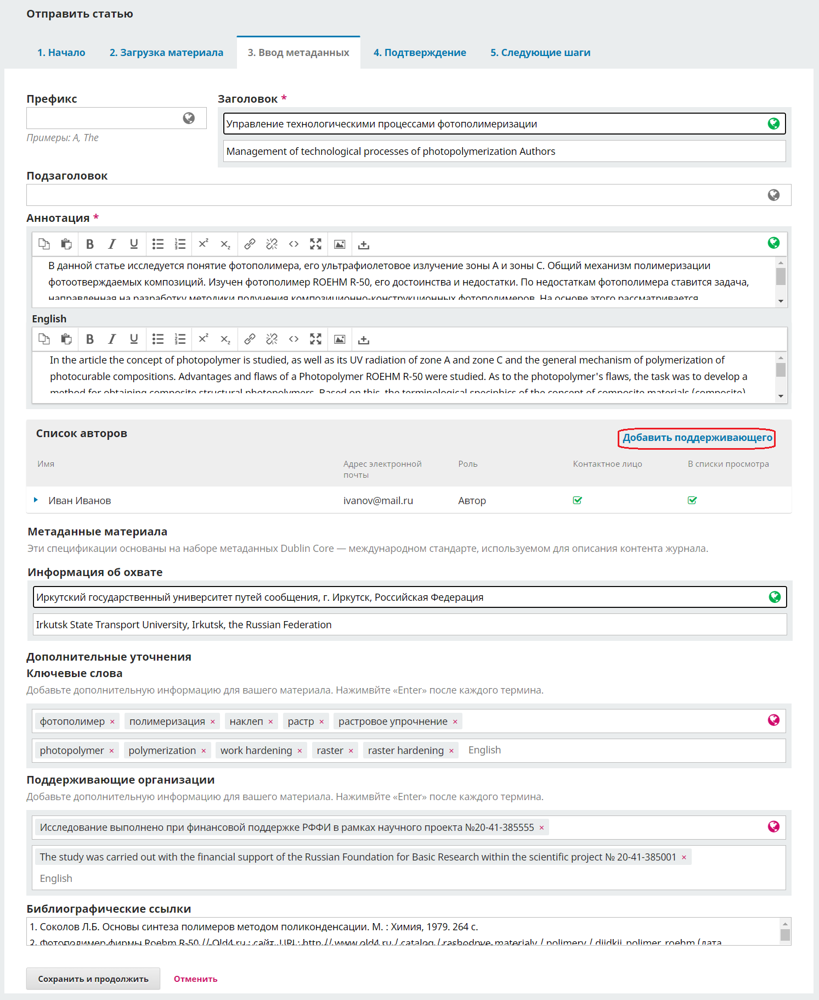 Отправить статью
1. Начало
2. Загрузка материала
3. Ввод метаданных
4. Подтверждение
5. Следующие шаги
Префикс
Примеры: A, The
Заголовок *
Управление технологическими процессами фотополимеризации
Management of technological processes of photopolymerization Authors
Подзаголовок
Аннотация *
В данной статье исследуется понятие фотополимера, его ультрафиолетовое излучение зоны А и зоны С. Общий механизм полимеризации
фотоотверждаемых композиций. Изучен фотополимер ROEHM R-50, его достоинства и недостатки. По недостаткам фотополимера ставится задача,
направленная на разработку методики получения композиционно-конструкционных фотополимеров. На основе этого рассматривается
English
In the article the concept of photopolymer is studied, as well as its UV radiation of zone A and zone C and the general mechanism of polymerization of
photocurable compositions. Advantages and flaws of a Photopolymer ROEHM R-50 were studied. As to the photopolymer's flaws, the task was to develop a
method for obtaining composite structural photopolymers. Based on this, the terminological speciphics of the concept of composite materials (composite)
Список авторов
Добавить поддерживающего
Имя
Адрес электронной
почты
Роль
Контактное лицо
В списки просмотра
Иван Иванов
ivanov@mail.ru
Автор
Метаданные материала
Эти спецификации основаны на наборе метаданных Dublin Core — международном стандарте, используемом для описания контента журнала.
Информация об охвате
Иркутский государственный университет путей сообщения, г. Иркутск, Российская Федерация
Irkutsk State Transport University, Irkutsk, the Russian Federation
Дополнительные уточнения
Ключевые слова
Добавьте дополнительную информацию для вашего материала. Нажимвйте «Enter» после каждого термина.
фотополимер × полимеризация × наклеп × растр × растровое упрочнение ×
photopolymer × polymerization × work hardening × raster × raster hardening × English
Поддерживающие организации
Добавьте дополнительную информацию для вашего материала. Нажимвйте «Enter» после каждого термина.
Исследование выполнено при финансовой поддержке РФФИ в рамках научного проекта №20-41-385555 ×
The study was carried out with the financial support of the Russian Foundation for Basic Research within the scientific project № 20-41-385001 ×
English
Библиографические ссылки
1. Соколов Л.Б. Основы синтеза полимеров методом поликонденсации. М. : Химия, 1979. 264 с.
2. Фотополимер фирмы Roehm R-50 // Old4.ru : сайт. URL: http // www.old4.ru / catalog / rashodnye-materialy / polimery / djidkij_polimer_roehm (дата
Сохранить и продолжить
Отменить